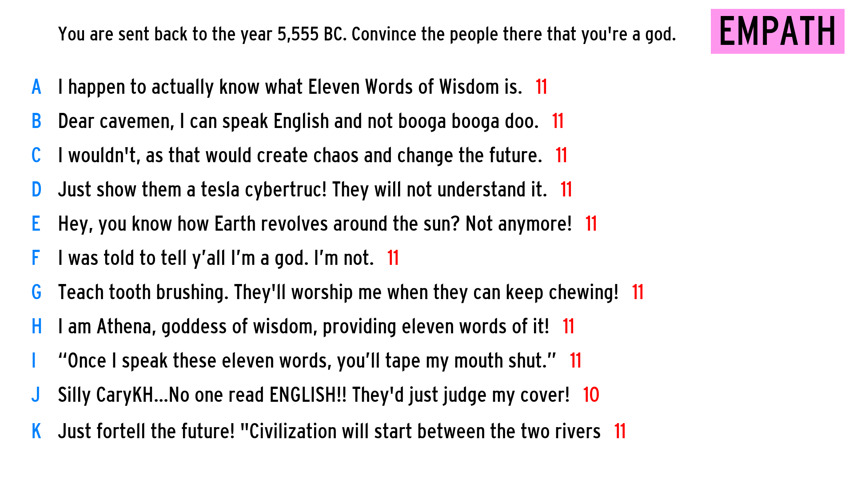 You are sent back to the year 5,555 BC. Convince the people there that you're a god. EMPATH
A I happen to actually know what Eleven Words of Wisdom is. 11
B Dear cavemen, I can speak English and not booga booga doo. 11
C I wouldn't, as that would create chaos and change the future. 11
D Just show them a tesla cybertruc! They will not understand it. 11
E Hey, you know how Earth revolves around the sun? Not anymore! 11
F I was told to tell y’all I’m a god. I’m not. 11
G Teach tooth brushing. They'll worship me when they can keep chewing! 11
H I am Athena, goddess of wisdom, providing eleven words of it! 11
I “Once I speak these eleven words, you’ll tape my mouth shut.” 11
J Silly CaryKH...No one read ENGLISH!! They'd just judge my cover! 10
K Just fortell the future! "Civilization will start between the two rivers 11